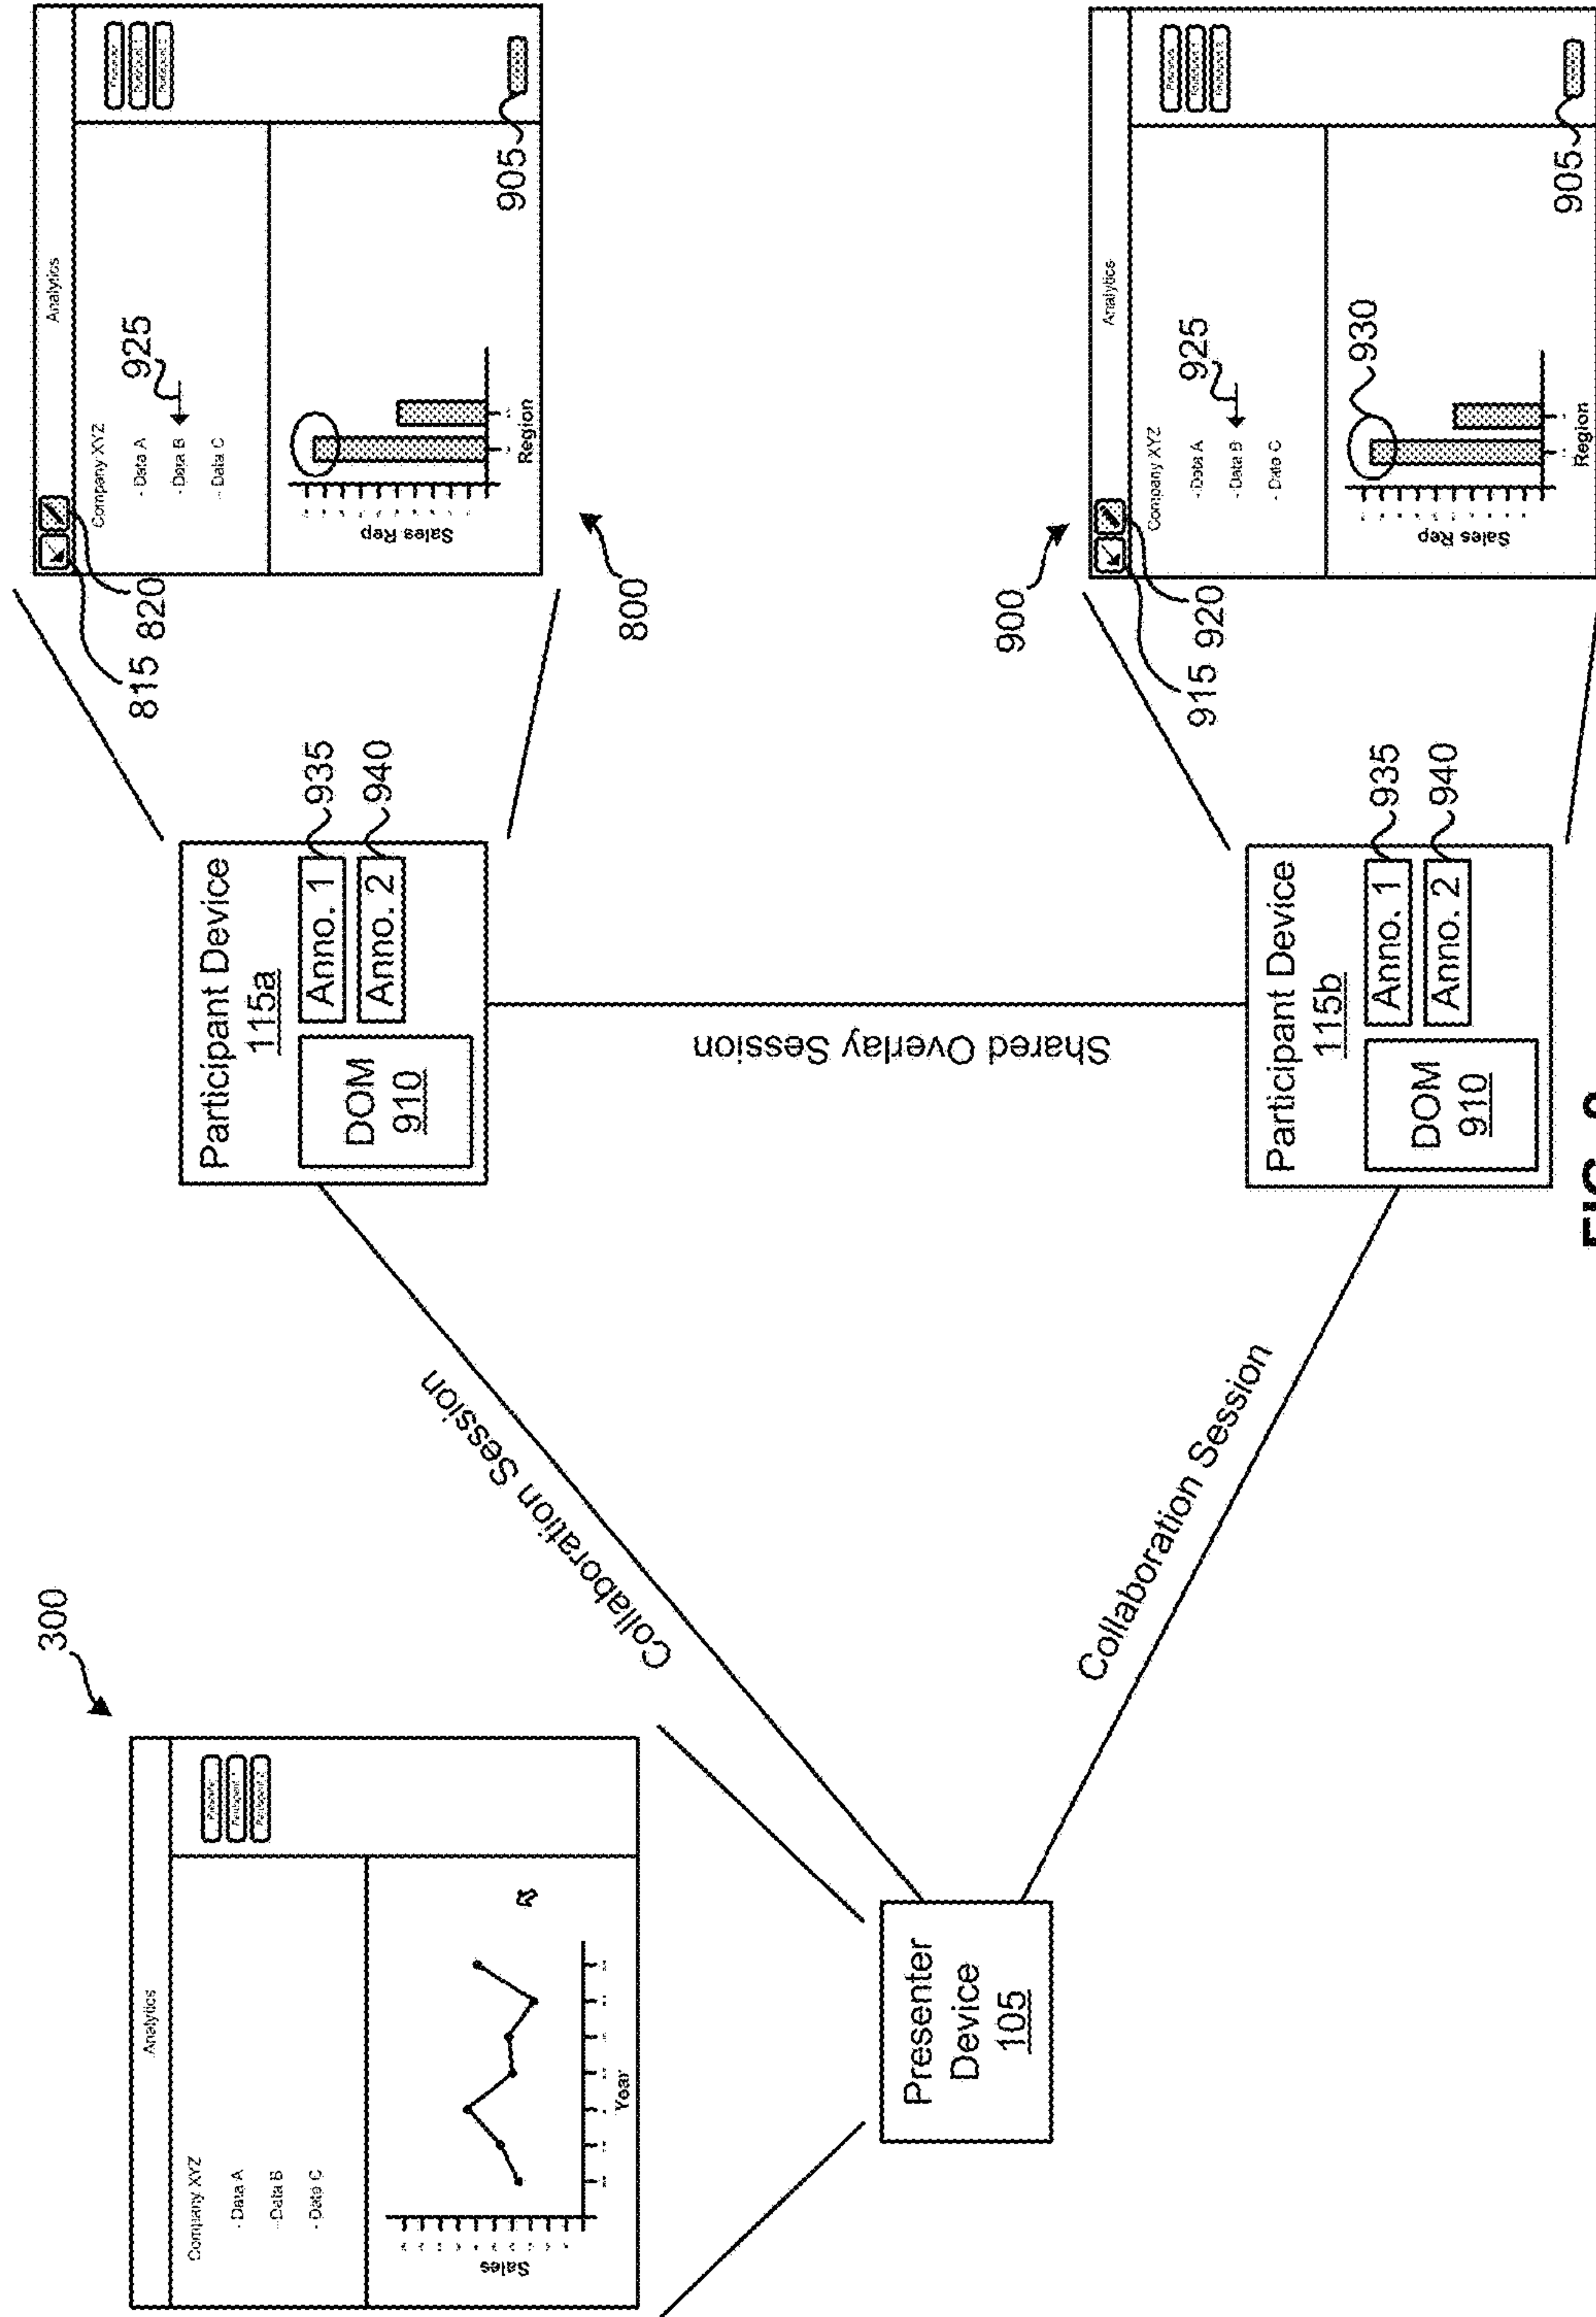 300
Analytics
Company XYZ
- Data A
- Data B
- Data C
Sales
Year
Presenter
Device
105
Collaboration Session
Collaboration Session
Participant Device
115a
DOM
910
Anno. 1
Anno. 2
935
940
Shared Overlay Session
Participant Device
115b
DOM
910
Anno. 1
Anno. 2
935
940
815
820
Analytics
Company XYZ
- Data A
- Data B
- Data C
925
Sales Rep
Region
905
800
900
915
920
Analytics
Company XYZ
- Data A
- Data B
- Data C
925
930
Sales Rep
Region
905